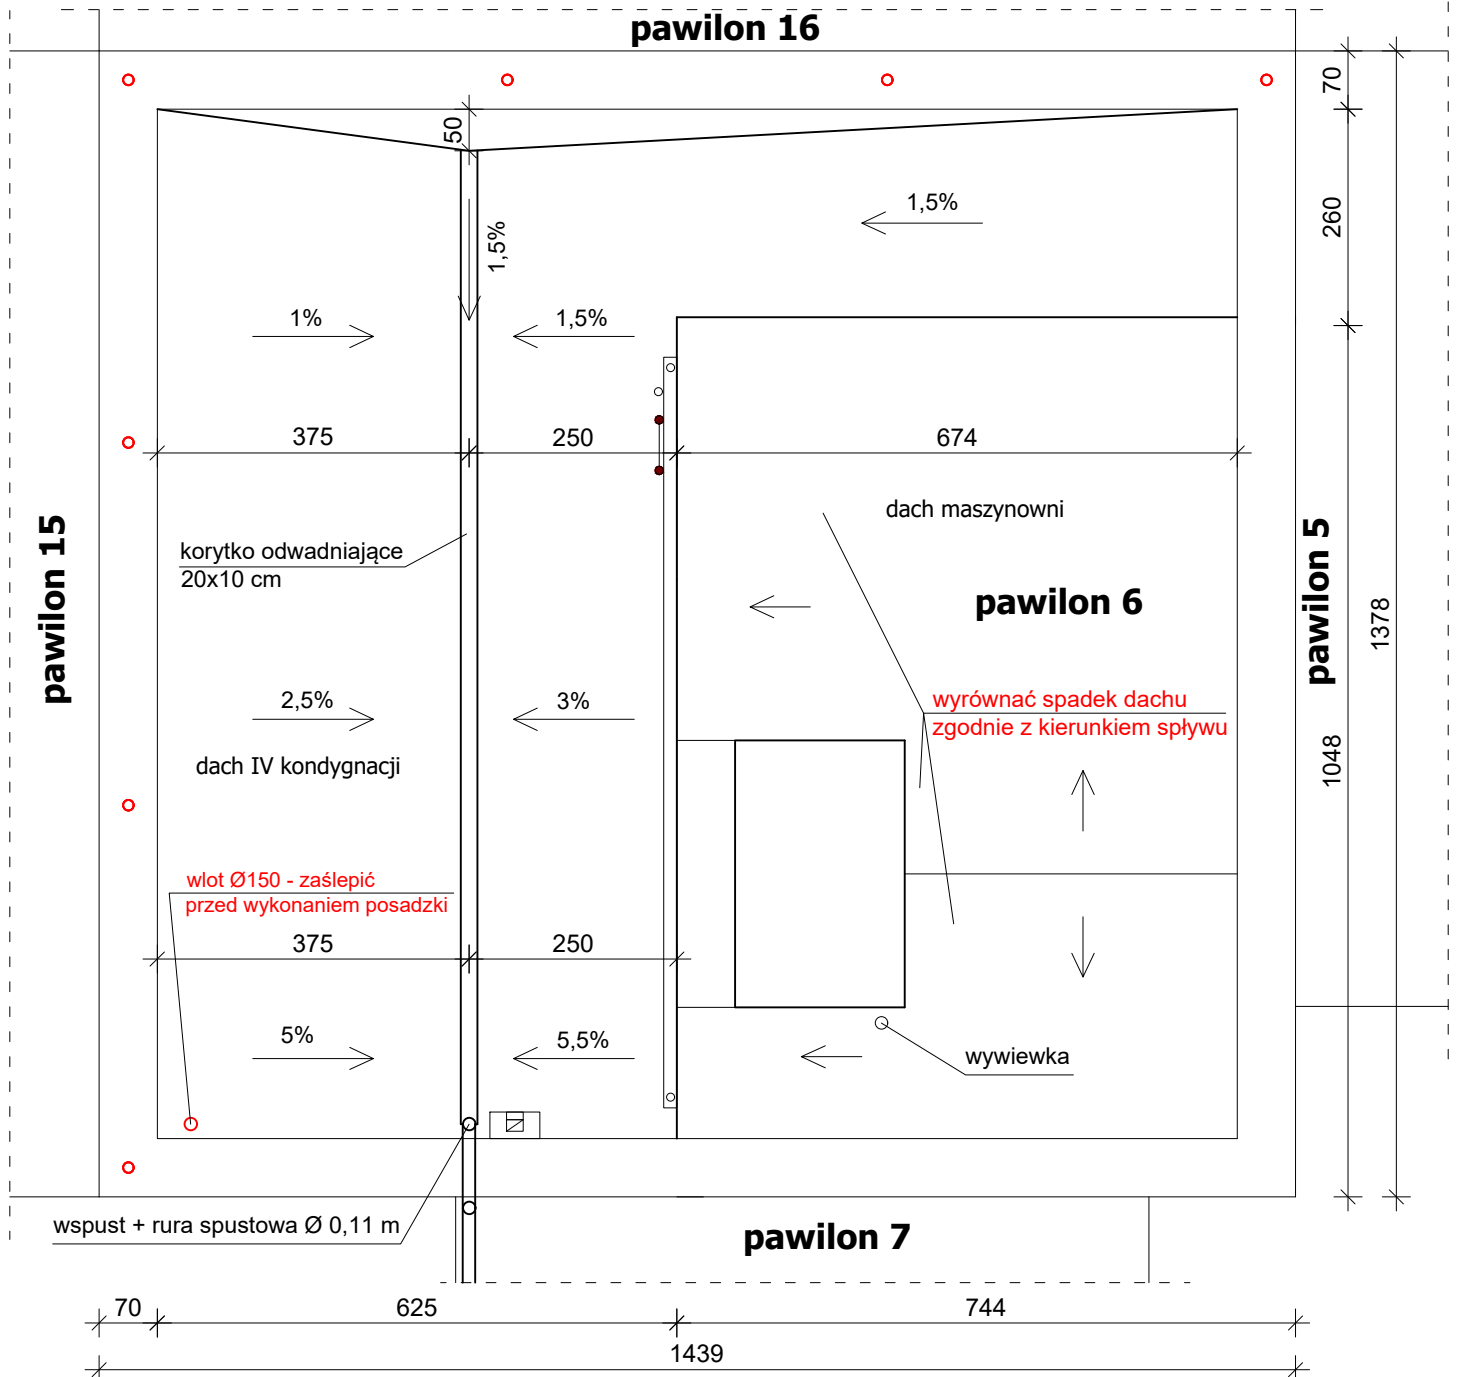 pawilon 16
70
50
1,5%
260
1,5%
1%
1,5%
375
250
674
dach maszynowni
korytko odwadniające
20x10 cm
pawilon 15
pawilon 6
pawilon 5
1378
wyrównać spadek dachu
zgodnie z kierunkiem spływu
2,5%
3%
dach IV kondygnacji
1048
wlot Ø150 - zaślepić
przed wykonaniem posadzki
375
250
5%
5,5%
wywiewka
wspust + rura spustowa Ø 0,11 m
pawilon 7
70
625
744
1439